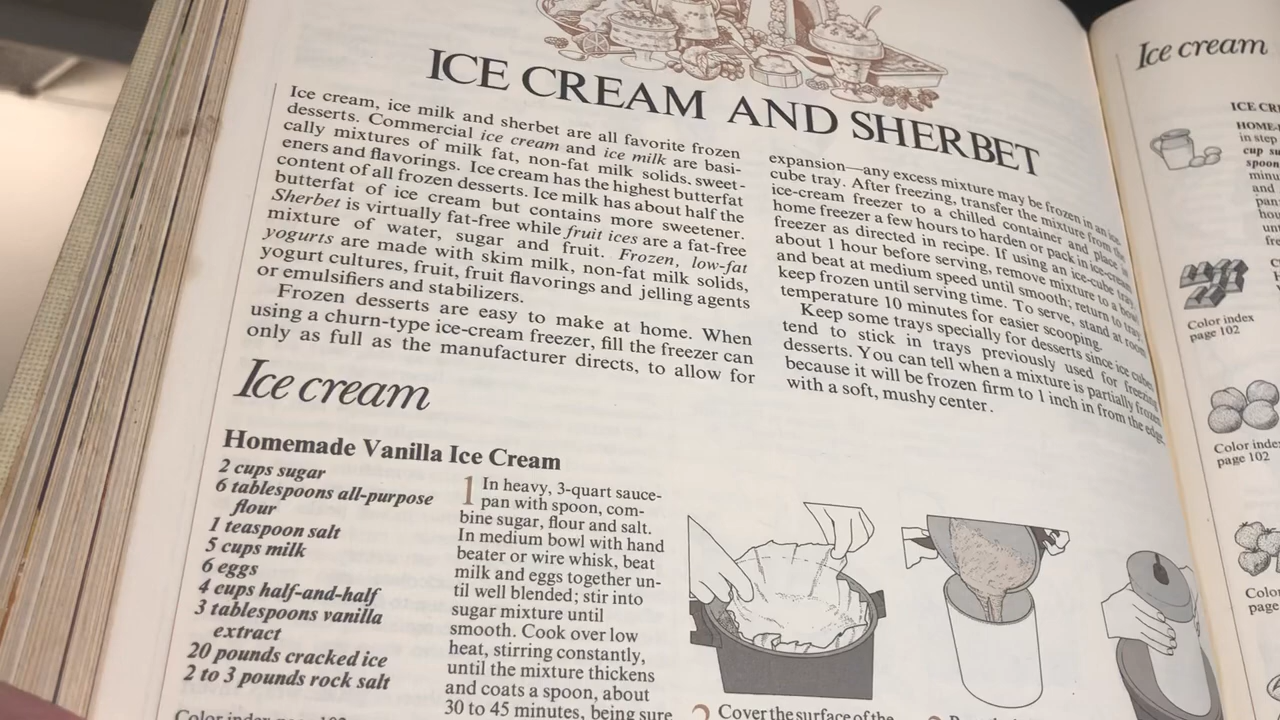 ICE CREAM AND SHERBET
Ice cream, ice milk and sherbet are all favorite frozen
desserts. Commercial ice cream and ice milk are basi-
cally mixtures of milk fat, non-fat milk solids. sweet-
eners and flavorings. Ice cream has the highest butterfat
content of all frozen desserts. Ice milk has about half the
butterfat of ice cream but contains more sweetener.
Sherbet is virtually fat-free while fruit ices are a fat-free
mixture of water, sugar and fruit. Frozen, low-fat
yogurts are made with skim milk, non-fat milk solids,
yogurt cultures, fruit, fruit flavorings and jelling agents
or emulsifiers and stabilizers.
Frozen desserts are easy to make at home. When
using a churn-type ice-cream freezer, fill the freezer can
only as full as the manufacturer directs, to allow for
expansion—any excess mixture may be frozen in an ice
cube tray. After freezing, transfer the mixture from the
ice-cream freezer to a chilled container and place in
home freezer a few hours to harden or pack in ice-cream
freezer as directed in recipe. If using an ice-cube tray,
about 1 hour before serving, remove mixture to a bowl
and beat at medium speed until smooth; return to tray;
keep frozen until serving time. To serve, stand at room
temperature 10 minutes for easier scooping.
Keep some trays specially for desserts since ice cubes
tend to stick in trays previously used for freezing
desserts. You can tell when a mixture is partially frozen
because it will be frozen firm to 1 inch in from the edge,
with a soft, mushy center.
Ice cream
Homemade Vanilla Ice Cream
2 cups sugar
6 tablespoons all-purpose
flour
1 teaspoon salt
5 cups milk
6 eggs
4 cups half-and-half
3 tablespoons vanilla
extract
20 pounds cracked ice
2 to 3 pounds rock salt
Color index
1 In heavy, 3-quart sauce-
pan with spoon, com-
bine sugar, flour and salt.
In medium bowl with hand
beater or wire whisk, beat
milk and eggs together un-
til well blended; stir into
sugar mixture until
smooth. Cook over low
heat, stirring constantly,
until the mixture thickens
and coats a spoon, about
30 to 45 minutes, being sure
2 Cover the surface of the
Ice cream
ICE CR
HOME-
in step
cup su
spoon
minu
and
pan
Color index
page 102
Color inde
page 102
Colo
page